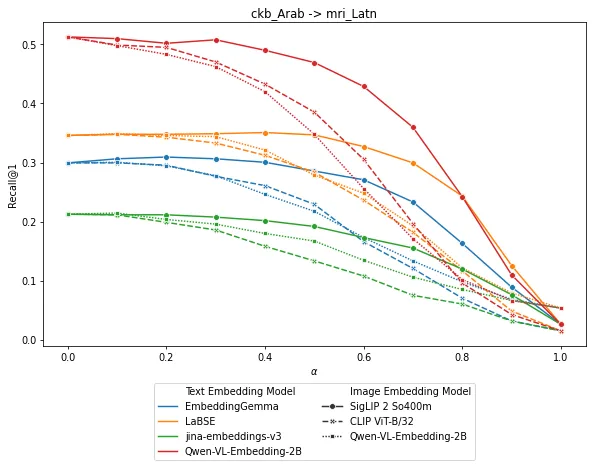 ckb_Arab -> mri_Latn
Recall@1
0.5
0.4
0.3
0.2
0.1
0.0
0.0 0.2 0.4 0.6 0.8 1.0
α
Text Embedding Model Image Embedding Model
EmbeddingGemma SigLIP 2 So400m
LaBSE CLIP ViT-B/32
jina-embeddings-v3 Qwen-VL-Embedding-2B
Qwen-VL-Embedding-2B